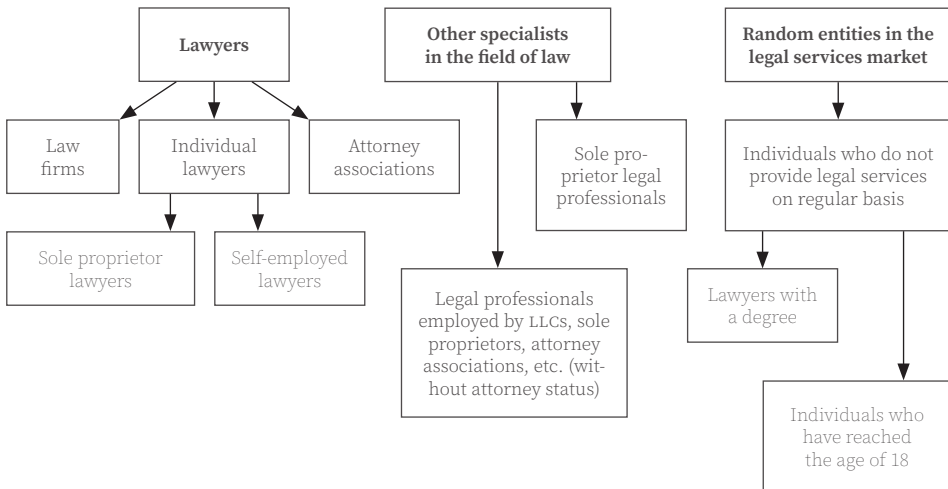 Lawyers
Other specialists
in the field of law
Random entities in the
legal services market
Law
firms
Individual
lawyers
Attorney
associations
Sole pro-
prietor legal
professionals
Individuals who do not
provide legal services
on regular basis
Sole proprietor
lawyers
Self-employed
lawyers
Legal professionals
employed by LLCs, sole
proprietors, attorney
associations, etc. (wit-
hout attorney status)
Lawyers with
a degree
Individuals who
have reached
the age of 18